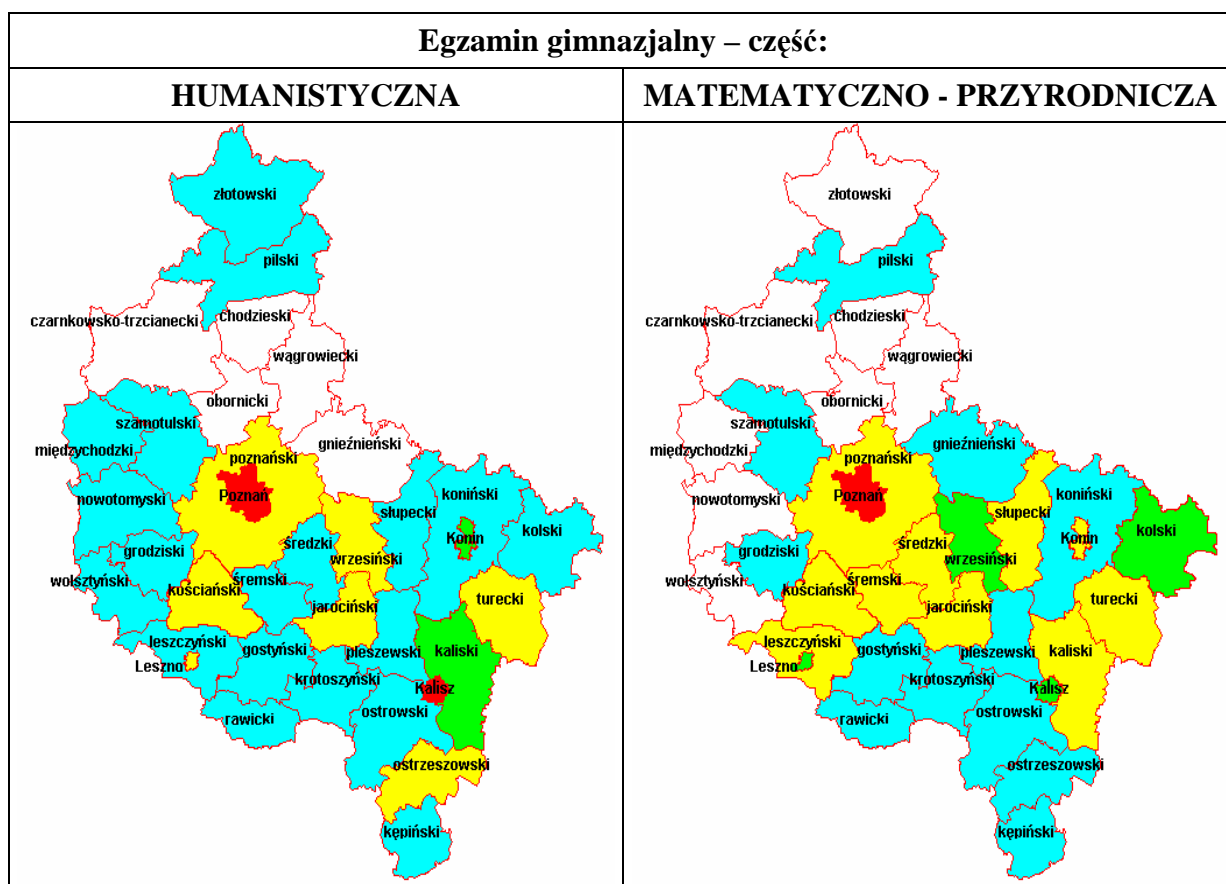 Egzamin gimnazjalny – część:
HUMANISTYCZNA
MATEMATYCZNO - PRZYRODNICZA
złotowski
pilski
czarnkowsko-trzcianecki
chodzieski
wągrowiecki
obornicki
szamotulski
międzychodzki
gnieźnieński
poznański
Poznań
nowotomyski
słupecki
koniński
kolski
Konin
grodziski
średzki
wrzesiński
wolsztyński
kościański
śremski
jarociński
turecki
leszczyński
Leszno
gostyński
pleszewski
kaliski
krotoszyński
Kalisz
rawicki
ostrowski
ostrzeszowski
kępiński
złotowski
pilski
czarnkowsko-trzcianecki
chodzieski
wągrowiecki
obornicki
szamotulski
międzychodzki
gnieźnieński
poznański
Poznań
nowotomyski
słupecki
koniński
kolski
Konin
grodziski
średzki
wrzesiński
wolsztyński
kościański
śremski
jarociński
turecki
leszczyński
Leszno
gostyński
pleszewski
kaliski
krotoszyński
Kalisz
rawicki
ostrowski
ostrzeszowski
kępiński